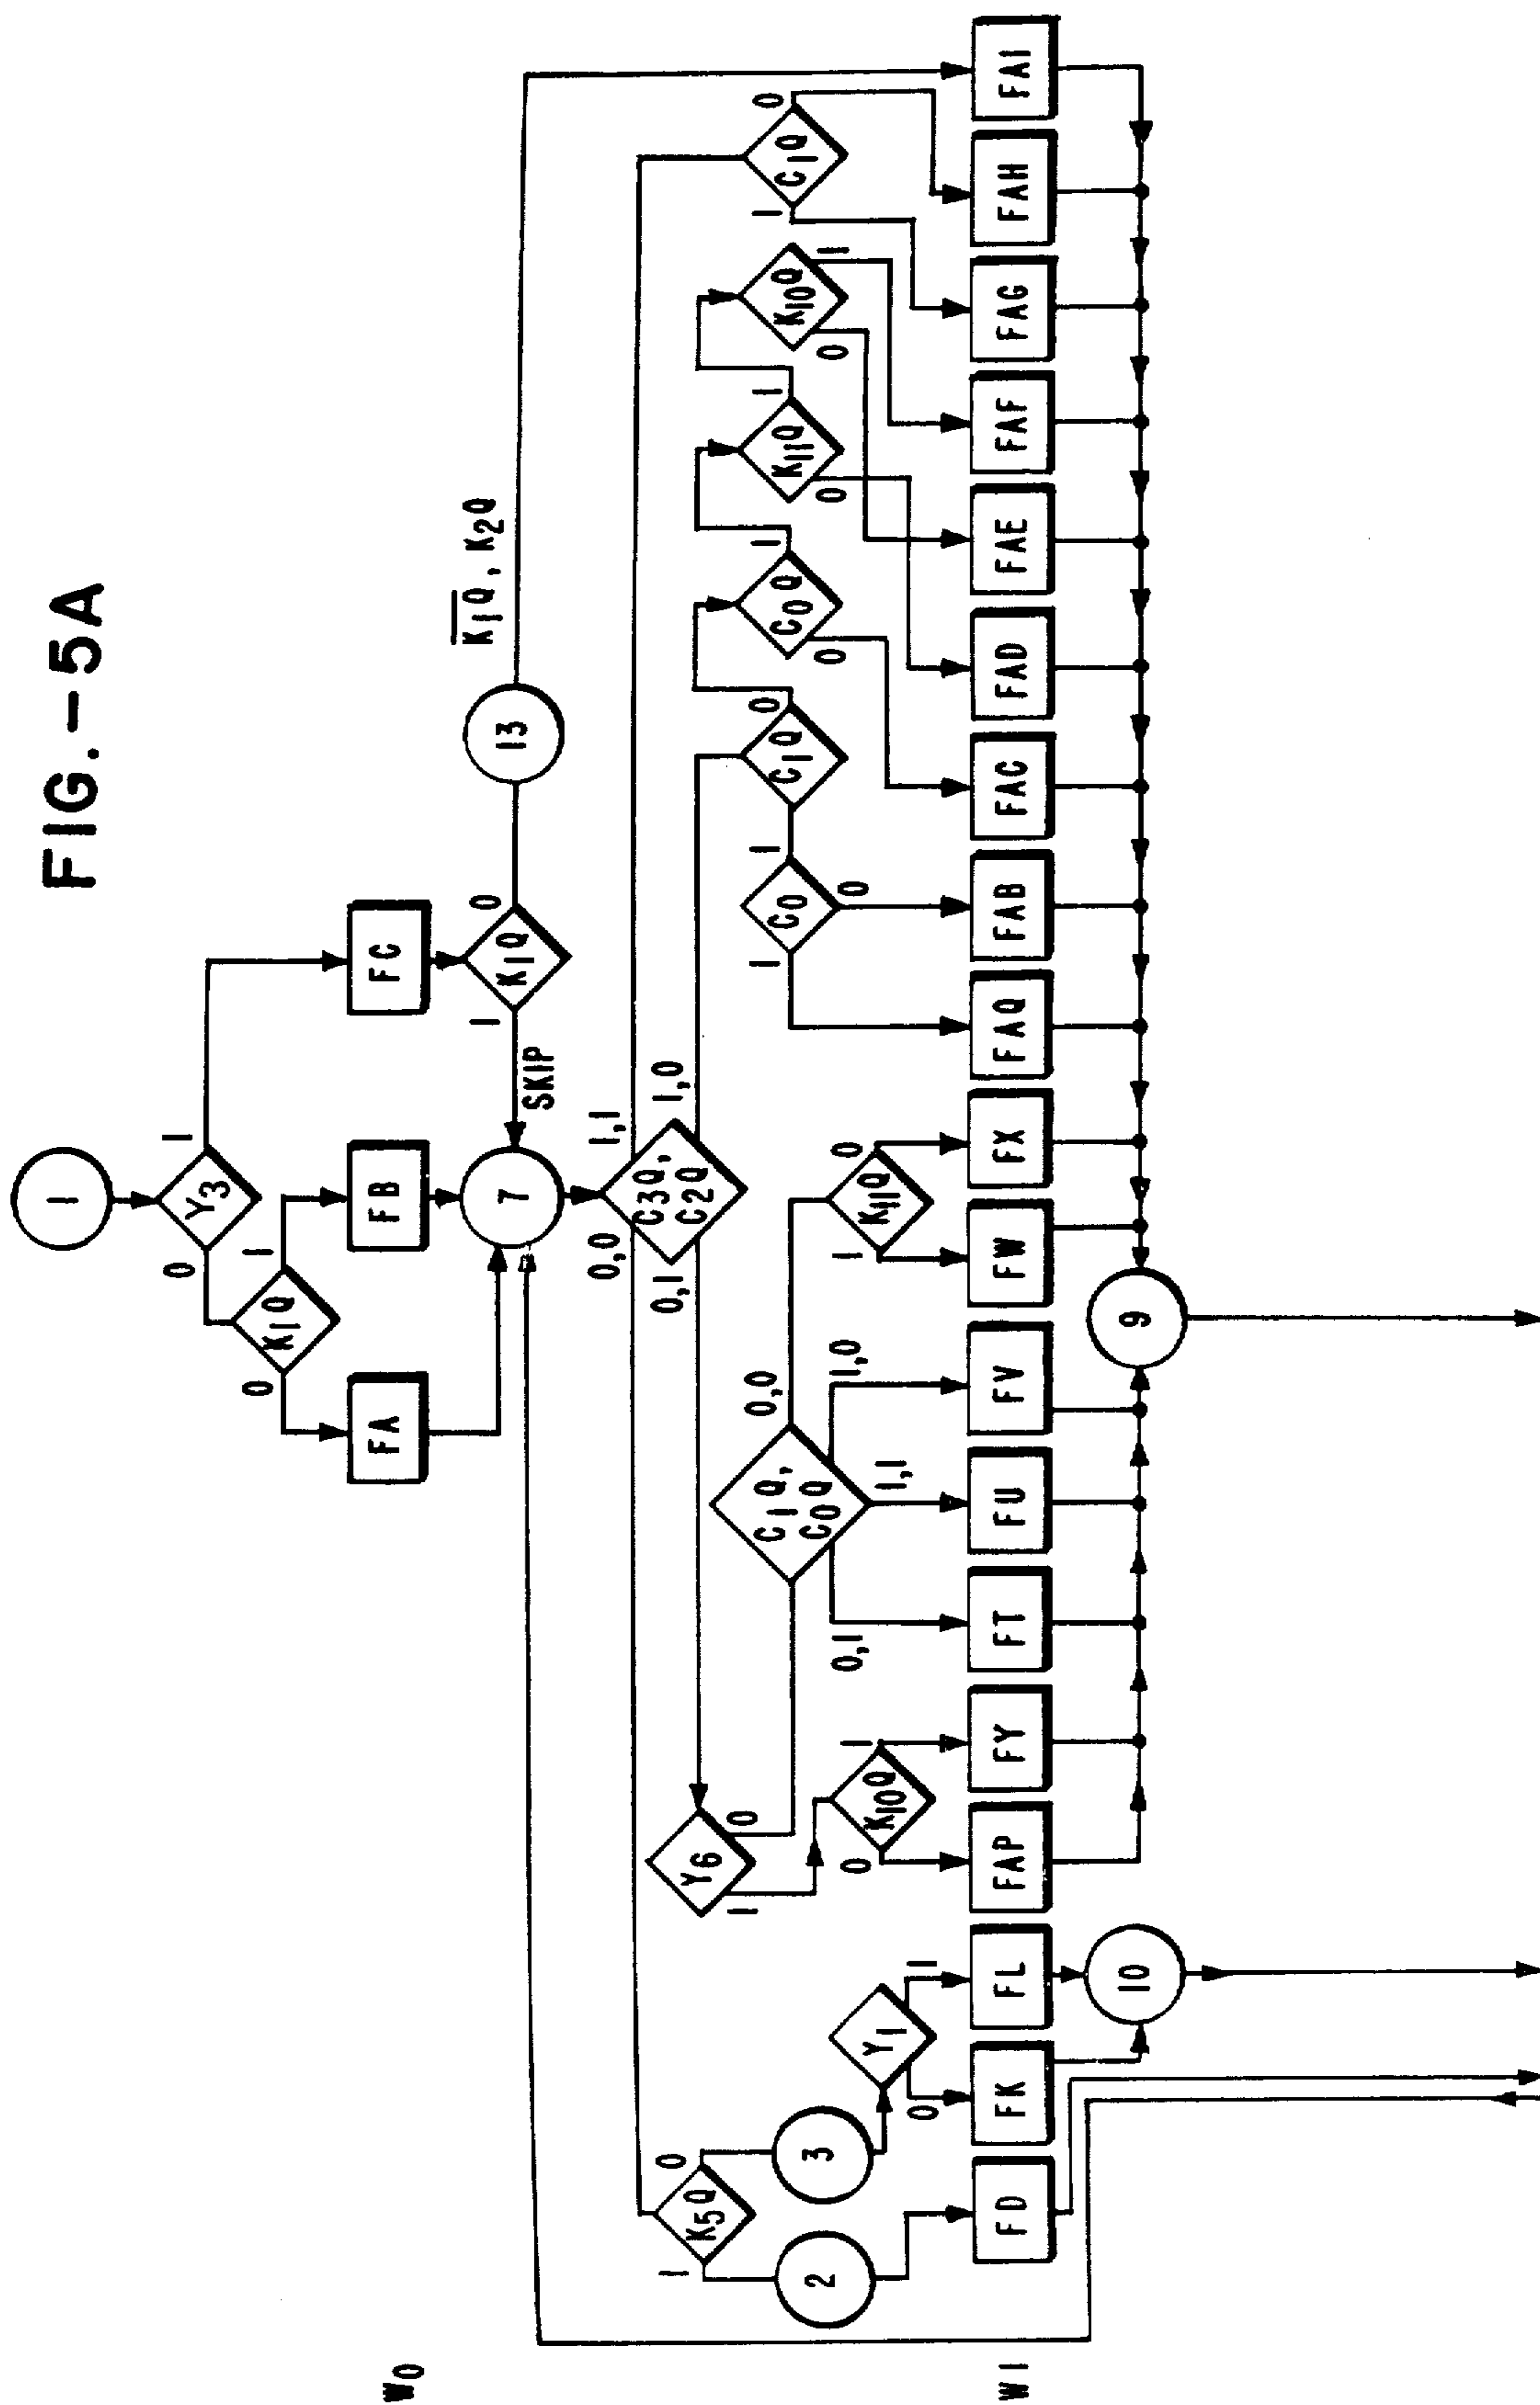 FIG.-5A
1
Y3
0
1
K1Q
0
1
W0
FA
FB
FC
K1Q
1
0
SKIP
7
13
K1Q, K2Q
C3Q,
C2Q
0,0
0,1
1,1
1,0
K5Q
1
0
Y6
1
0
2
3
C1Q,
C0Q
0,0
0,1
1,1
1,0
C0
1
0
C1Q
1
0
C0Q
0
1
K11Q
0
1
K10Q
0
1
C1Q
1
0
Y1
0
1
K10Q
0
1
K11Q
1
0
W1
FD
FK
FL
FAP
FY
FT
FU
FV
FW
FX
FAQ
FAB
FAC
FAD
FAE
FAF
FAG
FAH
FAI
10
9